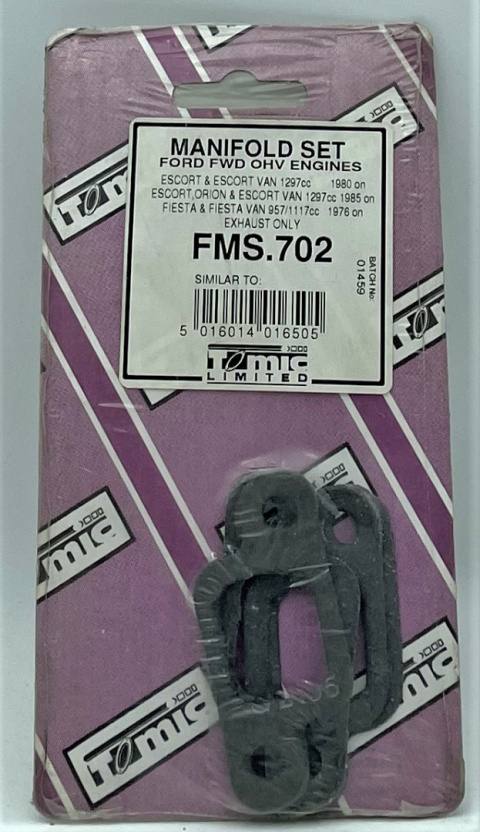 MANIFOLD SET
FORD FWD OHV ENGINES
ESCORT & ESCORT VAN 1297cc 1980 on
ESCORT,ORION & ESCORT VAN 1297cc 1985 on
FIESTA & FIESTA VAN 957/1117cc 1976 on
EXHAUST ONLY
FMS.702
BATCH No:
01459
SIMILAR TO:
5 016014 016505
Tomic
LIMITED
Tomic
Tomic
Tomic